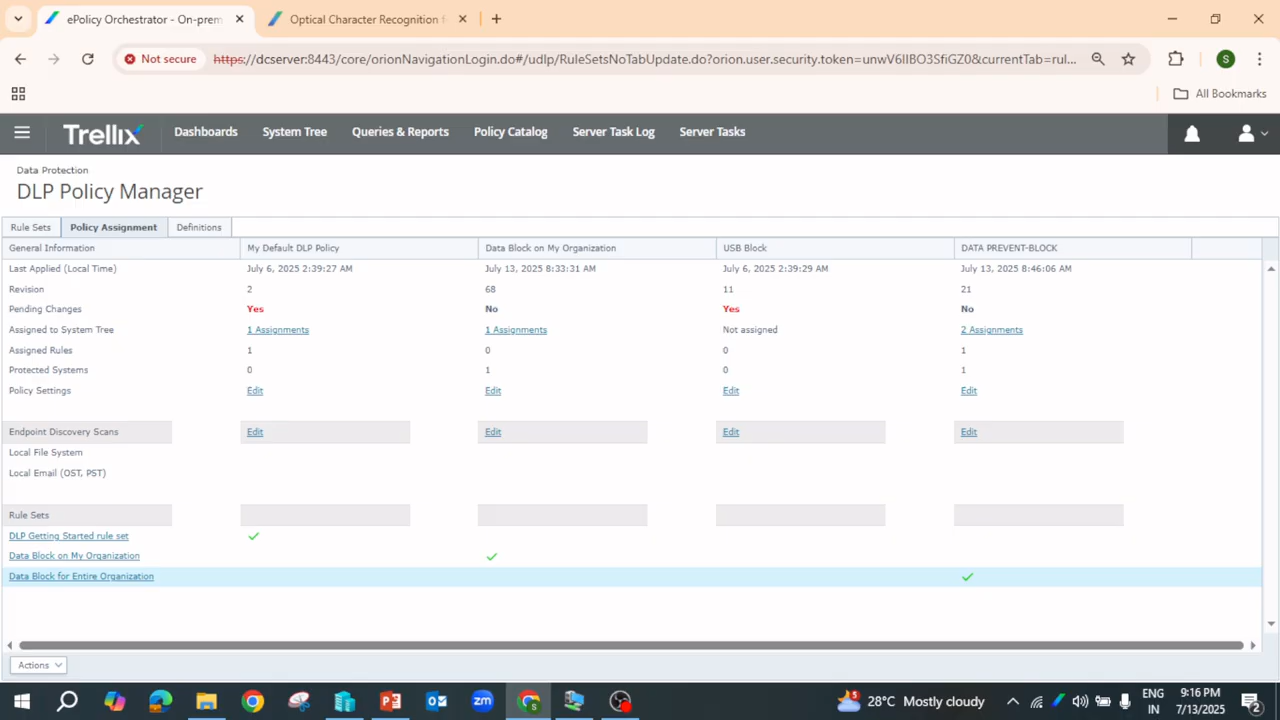 ePolicy Orchestrator - On-prem
Optical Character Recognition f
Not secure
https://dcserver:8443/core/orionNavigationLogin.do#/udlp/RuleSetsNoTabUpdate.do?orion.user.security.token=unwV6IIBO3SfiGZ0&currentTab=rul...
S
All Bookmarks
Trellix
Dashboards
System Tree
Queries & Reports
Policy Catalog
Server Task Log
Server Tasks
Data Protection
DLP Policy Manager
Rule Sets
Policy Assignment
Definitions
General Information My Default DLP Policy Data Block on My Organization USB Block DATA PREVENT-BLOCK
Last Applied (Local Time) July 6, 2025 2:39:27 AM July 13, 2025 8:33:31 AM July 6, 2025 2:39:29 AM July 13, 2025 8:46:06 AM
Revision 2 68 11 21
Pending Changes Yes No Yes No
Assigned to System Tree 1 Assignments 1 Assignments Not assigned 2 Assignments
Assigned Rules 1 0 0 1
Protected Systems 0 1 0 1
Policy Settings Edit Edit Edit Edit
Endpoint Discovery Scans Edit Edit Edit Edit
Local File System
Local Email (OST, PST)
Rule Sets
DLP Getting Started rule set
Data Block on My Organization
Data Block for Entire Organization
Actions
5
28°C Mostly cloudy
zm
ENG
IN
9:16 PM
7/13/2025
2